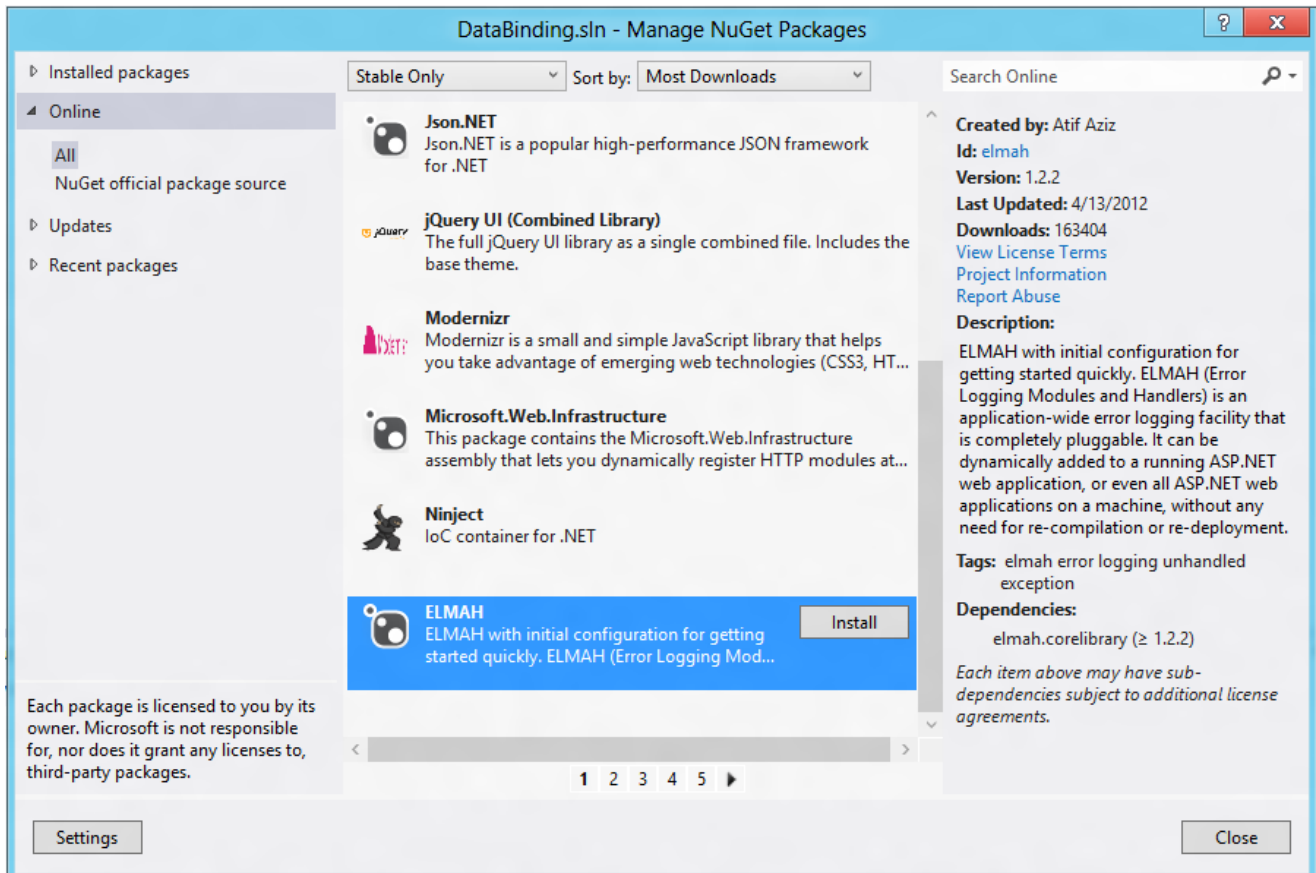 DataBinding.sln - Manage NuGet Packages
?
x
Installed packages
Online
All
NuGet official package source
Updates
Recent packages
Each package is licensed to you by its
owner. Microsoft is not responsible
for, nor does it grant any licenses to,
third-party packages.
Settings
Stable Only
Sort by:
Most Downloads
Json.NET
Json.NET is a popular high-performance JSON framework
for .NET
jQuery
jQuery UI (Combined Library)
The full jQuery UI library as a single combined file. Includes the
base theme.
Modernizr
Modernizr is a small and simple JavaScript library that helps
you take advantage of emerging web technologies (CSS3, HT...
Microsoft.Web.Infrastructure
This package contains the Microsoft.Web.Infrastructure
assembly that lets you dynamically register HTTP modules at...
Ninject
IoC container for .NET
ELMAH
ELMAH with initial configuration for getting
started quickly. ELMAH (Error Logging Mod...
Install
1 2 3 4 5
Search Online
Created by: Atif Aziz
Id: elmah
Version: 1.2.2
Last Updated: 4/13/2012
Downloads: 163404
View License Terms
Project Information
Report Abuse
Description:
ELMAH with initial configuration for
getting started quickly. ELMAH (Error
Logging Modules and Handlers) is an
application-wide error logging facility that
is completely pluggable. It can be
dynamically added to a running ASP.NET
web application, or even all ASP.NET web
applications on a machine, without any
need for re-compilation or re-deployment.
Tags: elmah error logging unhandled
exception
Dependencies:
elmah.corelibrary (≥ 1.2.2)
Each item above may have sub-
dependencies subject to additional license
agreements.
Close